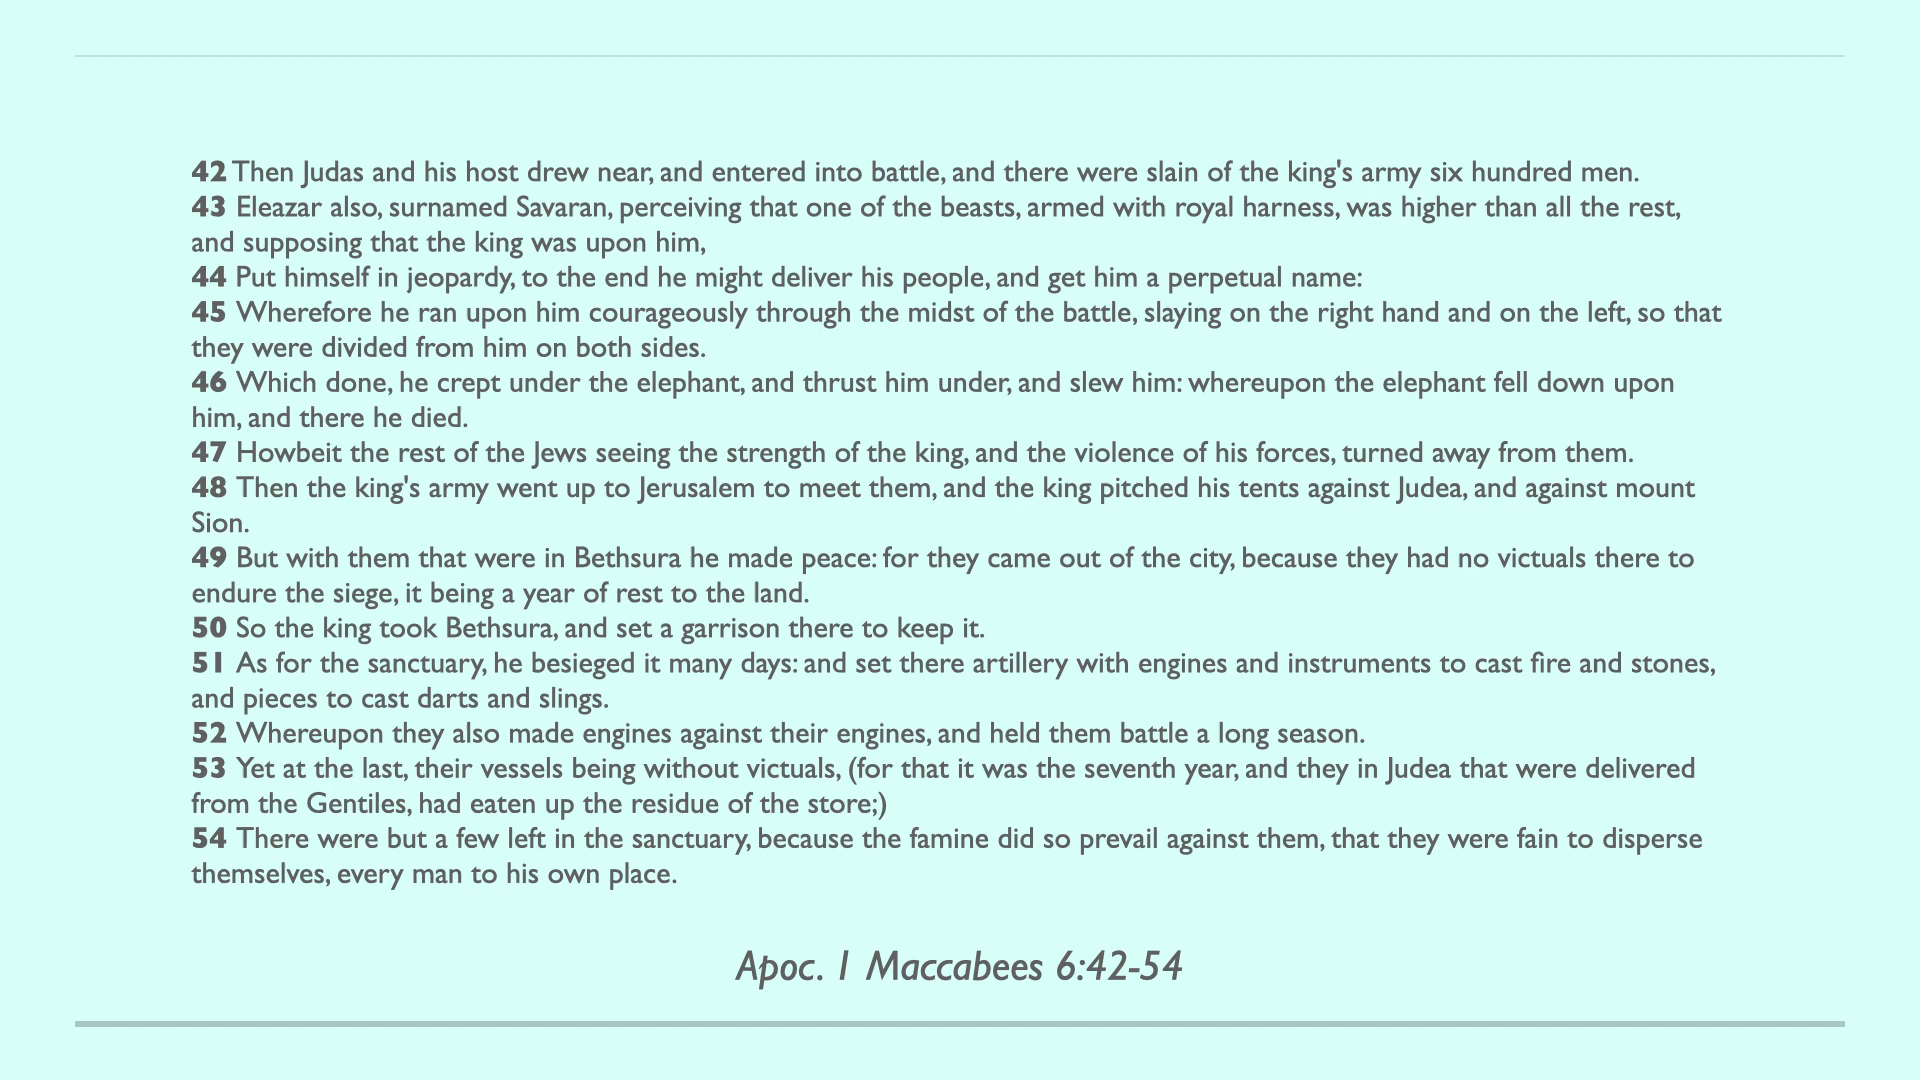 42 Then Judas and his host drew near, and entered into battle, and there were slain of the king's army six hundred men.
43 Eleazar also, surnamed Savaran, perceiving that one of the beasts, armed with royal harness, was higher than all the rest,
and supposing that the king was upon him,
44 Put himself in jeopardy, to the end he might deliver his people, and get him a perpetual name:
45 Wherefore he ran upon him courageously through the midst of the battle, slaying on the right hand and on the left, so that
they were divided from him on both sides.
46 Which done, he crept under the elephant, and thrust him under, and slew him: whereupon the elephant fell down upon
him, and there he died.
47 Howbeit the rest of the Jews seeing the strength of the king, and the violence of his forces, turned away from them.
48 Then the king's army went up to Jerusalem to meet them, and the king pitched his tents against Judea, and against mount
Sion.
49 But with them that were in Bethsura he made peace: for they came out of the city, because they had no victuals there to
endure the siege, it being a year of rest to the land.
50 So the king took Bethsura, and set a garrison there to keep it.
51 As for the sanctuary, he besieged it many days: and set there artillery with engines and instruments to cast fire and stones,
and pieces to cast darts and slings.
52 Whereupon they also made engines against their engines, and held them battle a long season.
53 Yet at the last, their vessels being without victuals, (for that it was the seventh year, and they in Judea that were delivered
from the Gentiles, had eaten up the residue of the store;)
54 There were but a few left in the sanctuary, because the famine did so prevail against them, that they were fain to disperse
themselves, every man to his own place.
Apoc. 1 Maccabees 6:42-54